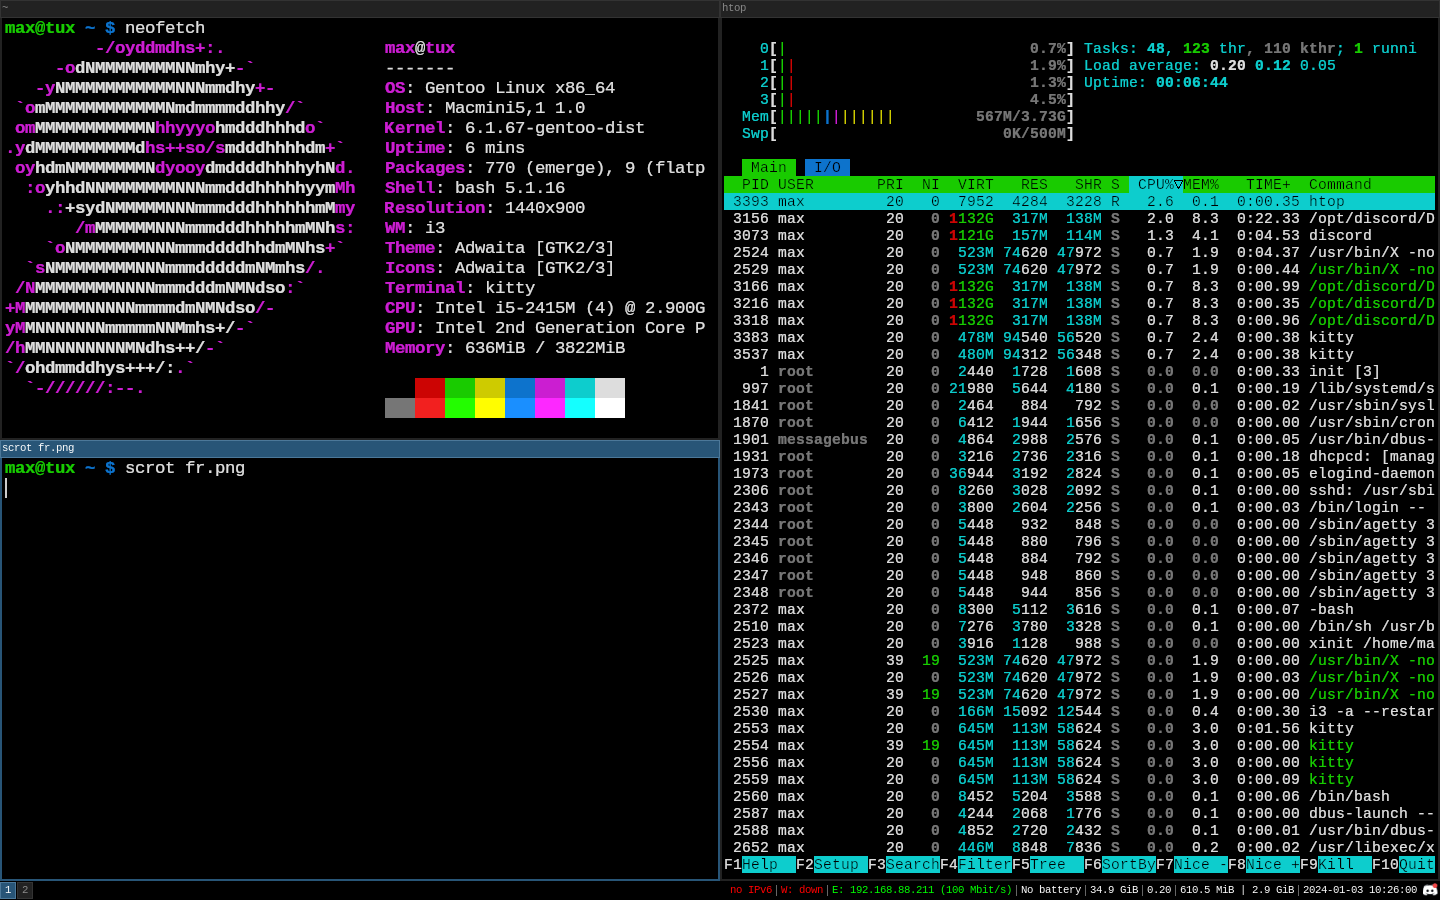 ~
max@tux ~ $ neofetch
-/oyddmdhs+:.
-odNMMMMMMMMNNmhy+-`
-yNMMMMMMMMMMMNNNmmdhy+-
`omMMMMMMMMMMMMNmdmmmmddhhy/`
omMMMMMMMMMMMNhhyyyohmdddhhhdo`
.ydMMMMMMMMMMdhs++so/smdddhhhhdm+`
oyhdmNMMMMMMMNdyooydmddddhhhhyhNd.
:oyhhdNNMMMMMMMNNNmmdddhhhhhyymMh
.:+sydNMMMMMNNNmmmdddhhhhhhmMmy
/mMMMMMMNNNmmmdddhhhhhmMNhs:
`oNMMMMMMMNNNmmmddddhhdmMNhs+`
`sNMMMMMMMMNNNmmmdddddmNMmhs/.
/NMMMMMMMMNNNNmmmdddmNMNdso:`
+MMMMMMMNNNNNmmmmdmNMNdso/-
yMMNNNNNNNmmmmmNNMmhs+/-`
/hMMNNNNNNNNMNdhs++/-`
`/ohdmmddhys+++/:.`
`-//////:--.
max@tux
-------
OS: Gentoo Linux x86_64
Host: Macmini5,1 1.0
Kernel: 6.1.67-gentoo-dist
Uptime: 6 mins
Packages: 770 (emerge), 9 (flatp
Shell: bash 5.1.16
Resolution: 1440x900
WM: i3
Theme: Adwaita [GTK2/3]
Icons: Adwaita [GTK2/3]
Terminal: kitty
CPU: Intel i5-2415M (4) @ 2.900G
GPU: Intel 2nd Generation Core P
Memory: 636MiB / 3822MiB
scrot fr.png
max@tux ~ $ scrot fr.png
htop
0[| 0.7%] Tasks: 48, 123 thr, 110 kthr; 1 runni
1[|| 1.9%] Load average: 0.20 0.12 0.05
2[|| 1.3%] Uptime: 00:06:44
3[|| 4.5%]
Mem[||||||||||||| 567M/3.73G]
Swp[ 0K/500M]
Main I/O
PID USER PRI NI VIRT RES SHR S CPU%▽MEM% TIME+ Command
3393 max 20 0 7952 4284 3228 R 2.6 0.1 0:00.35 htop
3156 max 20 0 1132G 317M 138M S 2.0 8.3 0:22.33 /opt/discord/D
3073 max 20 0 1121G 157M 114M S 1.3 4.1 0:04.53 discord
2524 max 20 0 523M 74620 47972 S 0.7 1.9 0:04.37 /usr/bin/X -no
2529 max 20 0 523M 74620 47972 S 0.7 1.9 0:00.44 /usr/bin/X -no
3166 max 20 0 1132G 317M 138M S 0.7 8.3 0:00.99 /opt/discord/D
3216 max 20 0 1132G 317M 138M S 0.7 8.3 0:00.35 /opt/discord/D
3318 max 20 0 1132G 317M 138M S 0.7 8.3 0:00.96 /opt/discord/D
3383 max 20 0 478M 94540 56520 S 0.7 2.4 0:00.38 kitty
3537 max 20 0 480M 94312 56348 S 0.7 2.4 0:00.38 kitty
1 root 20 0 2440 1728 1608 S 0.0 0.0 0:00.33 init [3]
997 root 20 0 21980 5644 4180 S 0.0 0.1 0:00.19 /lib/systemd/s
1841 root 20 0 2464 884 792 S 0.0 0.0 0:00.02 /usr/sbin/sysl
1870 root 20 0 6412 1944 1656 S 0.0 0.0 0:00.00 /usr/sbin/cron
1901 messagebus 20 0 4864 2988 2576 S 0.0 0.1 0:00.05 /usr/bin/dbus-
1931 root 20 0 3216 2736 2316 S 0.0 0.1 0:00.18 dhcpcd: [manag
1973 root 20 0 36944 3192 2824 S 0.0 0.1 0:00.05 elogind-daemon
2306 root 20 0 8260 3028 2092 S 0.0 0.1 0:00.00 sshd: /usr/sbi
2343 root 20 0 3800 2604 2256 S 0.0 0.1 0:00.03 /bin/login --
2344 root 20 0 5448 932 848 S 0.0 0.0 0:00.00 /sbin/agetty 3
2345 root 20 0 5448 880 796 S 0.0 0.0 0:00.00 /sbin/agetty 3
2346 root 20 0 5448 884 792 S 0.0 0.0 0:00.00 /sbin/agetty 3
2347 root 20 0 5448 948 860 S 0.0 0.0 0:00.00 /sbin/agetty 3
2348 root 20 0 5448 944 856 S 0.0 0.0 0:00.00 /sbin/agetty 3
2372 max 20 0 8300 5112 3616 S 0.0 0.1 0:00.07 -bash
2510 max 20 0 7276 3780 3328 S 0.0 0.1 0:00.00 /bin/sh /usr/b
2523 max 20 0 3916 1128 988 S 0.0 0.0 0:00.00 xinit /home/ma
2525 max 39 19 523M 74620 47972 S 0.0 1.9 0:00.00 /usr/bin/X -no
2526 max 20 0 523M 74620 47972 S 0.0 1.9 0:00.03 /usr/bin/X -no
2527 max 39 19 523M 74620 47972 S 0.0 1.9 0:00.00 /usr/bin/X -no
2530 max 20 0 166M 15092 12544 S 0.0 0.4 0:00.30 i3 -a --restar
2553 max 20 0 645M 113M 58624 S 0.0 3.0 0:01.56 kitty
2554 max 39 19 645M 113M 58624 S 0.0 3.0 0:00.00 kitty
2556 max 20 0 645M 113M 58624 S 0.0 3.0 0:00.00 kitty
2559 max 20 0 645M 113M 58624 S 0.0 3.0 0:00.09 kitty
2560 max 20 0 8452 5204 3588 S 0.0 0.1 0:00.06 /bin/bash
2587 max 20 0 4244 2068 1776 S 0.0 0.1 0:00.00 dbus-launch --
2588 max 20 0 4852 2720 2432 S 0.0 0.1 0:00.01 /usr/bin/dbus-
2652 max 20 0 446M 8848 7836 S 0.0 0.2 0:00.02 /usr/libexec/x
F1Help F2Setup F3SearchF4FilterF5Tree F6SortByF7Nice -F8Nice +F9Kill F10Quit
1 2
no IPv6|W: down|E: 192.168.88.211 (100 Mbit/s)|No battery|34.9 GiB|0.20|610.5 MiB | 2.9 GiB|2024-01-03 10:26:00